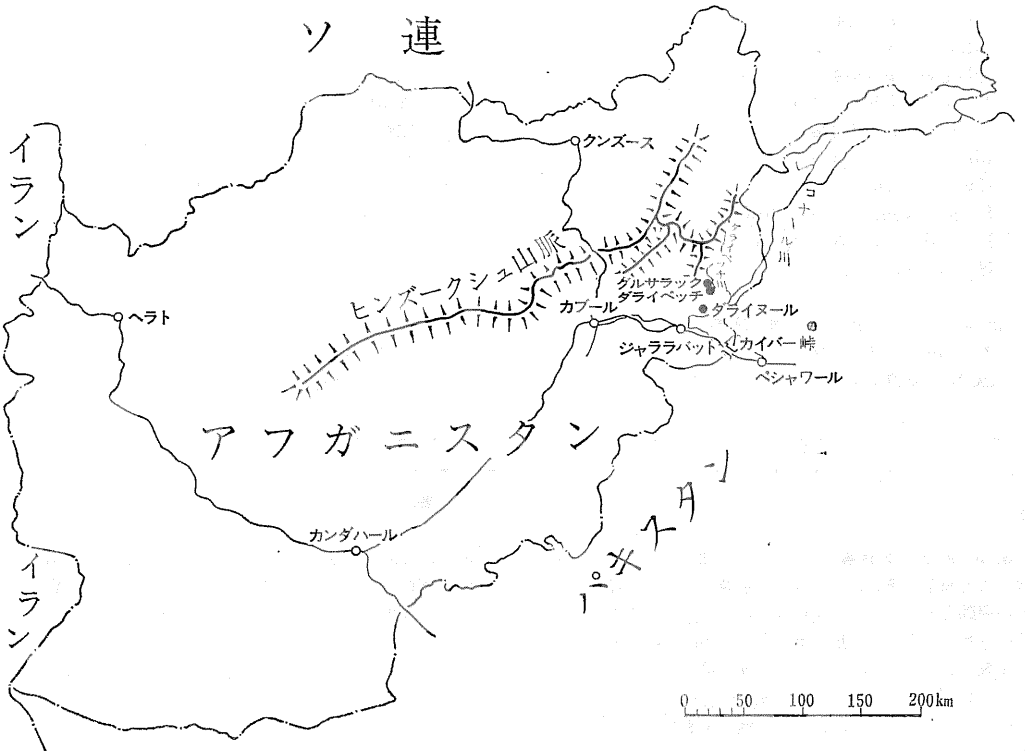 ソ連
イラン
クンズース
コナール川
ヒンズークシュ山脈
グルサラック
ダライペッチ
ダライヌール
カブール
ヘラト
ジャララバット
カイバー峠
ペシャワール
アフガニスタン
カンダハール
パキスタン
イラン
0 50 100 150 200km